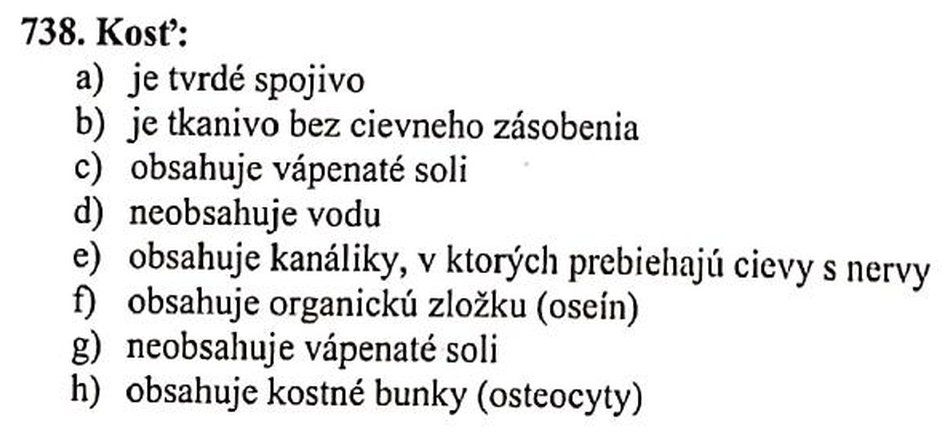 738. Kosť:
a) je tvrdé spojivo
b) je tkanivo bez cievneho zásobenia
c) obsahuje vápenaté soli
d) neobsahuje vodu
e) obsahuje kanáliky, v ktorých prebiehajú cievy s nervy
f) obsahuje organickú zložku (oseín)
g) neobsahuje vápenaté soli
h) obsahuje kostné bunky (osteocyty)